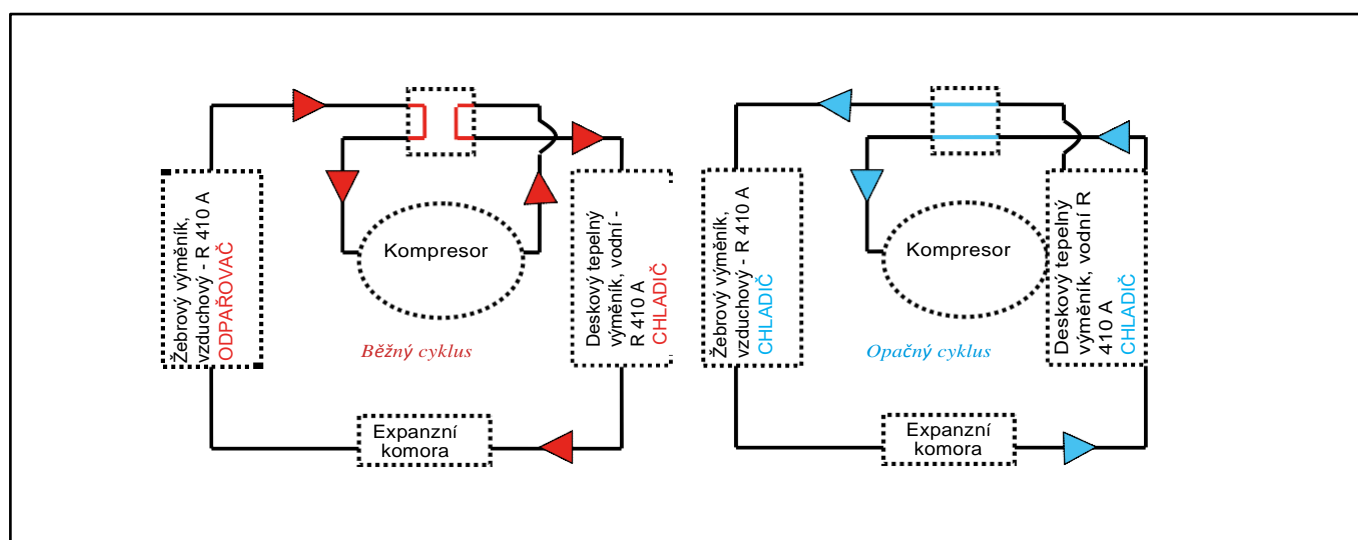 Žebrový výměník,
vzduchový - R 410 A
ODPAŘOVAČ
Kompresor
Běžný cyklus
Deskový tepelný
výměník, vodní -
R 410 A
CHLADIČ
Expanzní
komora
Žebrový výměník,
vzduchový - R 410 A
CHLADIČ
Kompresor
Opačný cyklus
Deskový tepelný
výměník, vodní R
410 A
CHLADIČ
Expanzní
komora